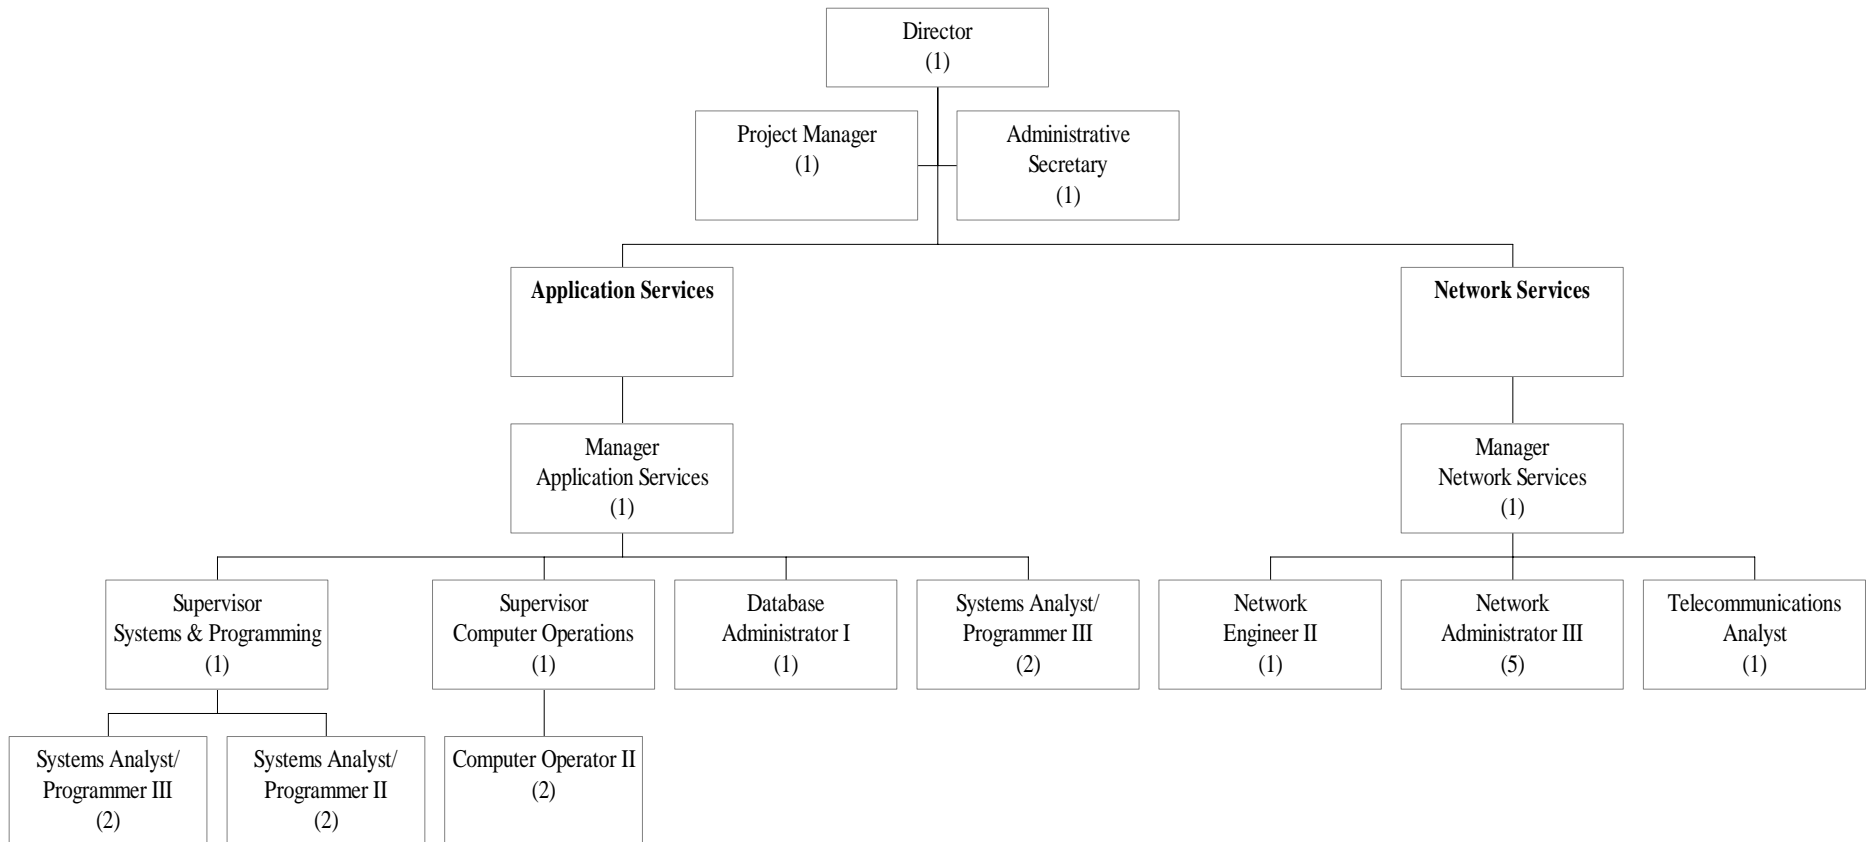 Director
(1)
Project Manager
(1)
Administrative
Secretary
(1)
Application Services
Network Services
Manager
Application Services
(1)
Manager
Network Services
(1)
Supervisor
Systems & Programming
(1)
Supervisor
Computer Operations
(1)
Database
Administrator I
(1)
Systems Analyst/
Programmer III
(2)
Network
Engineer II
(1)
Network
Administrator III
(5)
Telecommunications
Analyst
(1)
Systems Analyst/
Programmer III
(2)
Systems Analyst/
Programmer II
(2)
Computer Operator II
(2)